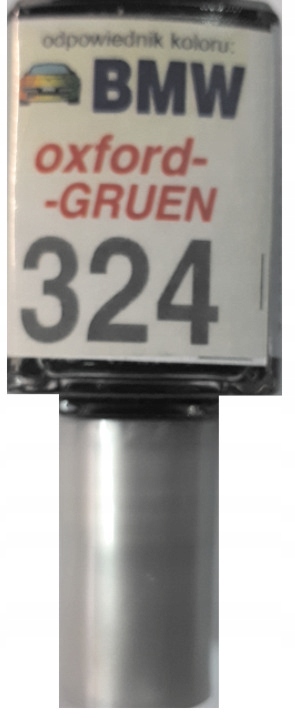 odpowiednik koloru:
BMW
oxford-
-GRUEN
324